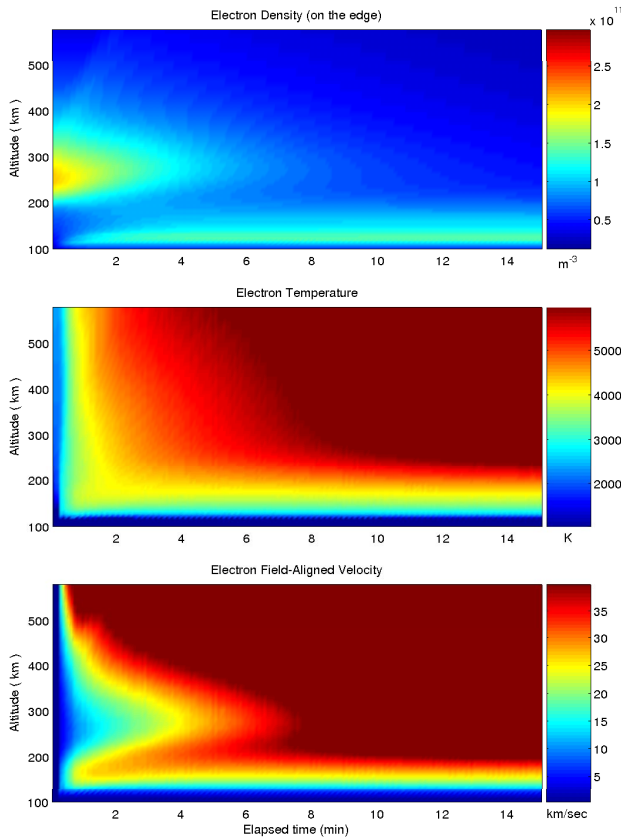 Electron Density (on the edge)
x 10^11
Altitude ( km )
500
400
300
200
100
2 4 6 8 10 12 14
2.5
2
1.5
1
0.5
m^-3
Electron Temperature
Altitude ( km )
500
400
300
200
100
2 4 6 8 10 12 14
5000
4000
3000
2000
K
Electron Field-Aligned Velocity
Altitude ( km )
500
400
300
200
100
2 4 6 8 10 12 14
Elapsed time (min)
35
30
25
20
15
10
5
km/sec